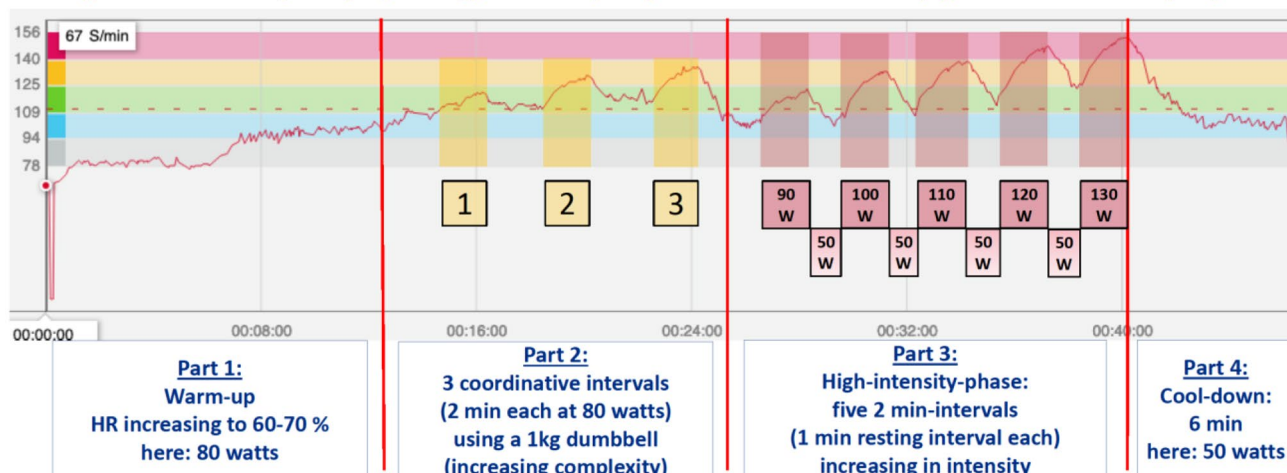 156
67 S/min
140
125
109
94
78
1
2
3
90 W
100 W
110 W
120 W
130 W
50 W
50 W
50 W
50 W
00:00:00
00:08:00
00:16:00
00:24:00
00:32:00
00:40:00
Part 1:
Warm-up
HR increasing to 60-70 %
here: 80 watts
Part 2:
3 coordinative intervals
(2 min each at 80 watts)
using a 1kg dumbbell
(increasing complexity)
Part 3:
High-intensity-phase:
five 2 min-intervals
(1 min resting interval each)
increasing in intensity
Part 4:
Cool-down:
6 min
here: 50 watts